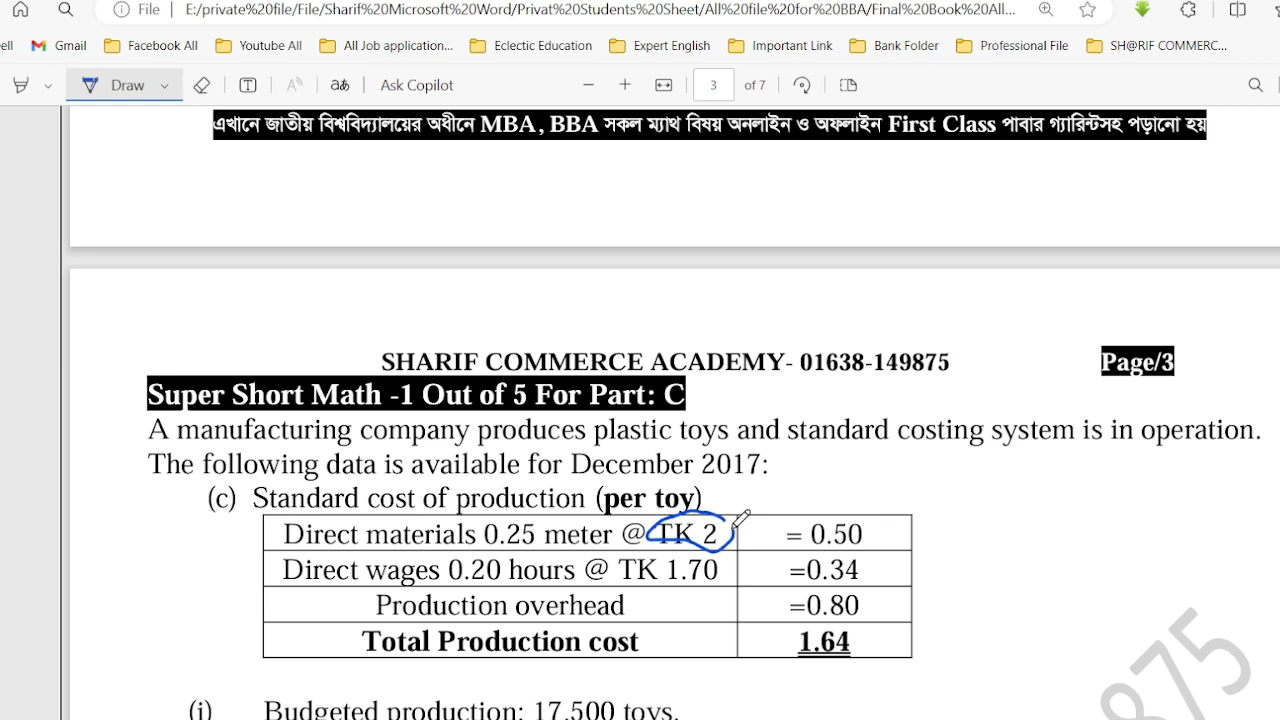 File E:/private%20file/File/Sharif%20Microsoft%20Word/Privat%20Students%20Sheet/All%20file%20for%20BBA/Final%20Book%20All...
ell Gmail Facebook All Youtube All All Job application... Eclectic Education Expert English Important Link Bank Folder Professional File SH@RIF COMMERC...
Draw T A aあ Ask Copilot 3 of 7
এখানে জাতীয় বিশ্ববিদ্যালয়ের অধীনে MBA, BBA সকল ম্যাথ বিষয় অনলাইন ও অফলাইন First Class পাবার গ্যারিন্টসহ পড়ানো হয়
SHARIF COMMERCE ACADEMY- 01638-149875 Page/3
Super Short Math -1 Out of 5 For Part: C
A manufacturing company produces plastic toys and standard costing system is in operation.
The following data is available for December 2017:
(c) Standard cost of production (per toy)
Direct materials 0.25 meter @ TK 2 = 0.50
Direct wages 0.20 hours @ TK 1.70 =0.34
Production overhead =0.80
Total Production cost 1.64
875
(i) Budgeted production: 17,500 toys.